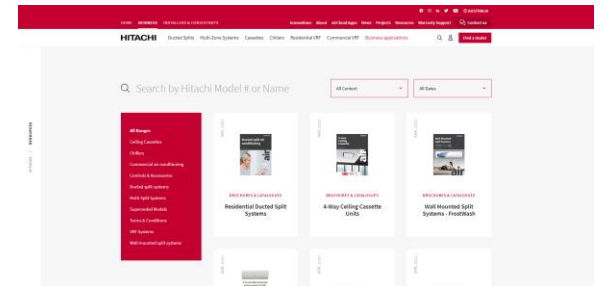 AUSTRALIA
HOME BUSINESS INSTALLERS & CONSULTANTS
Innovations About airCloud Apps News Projects Resources Warranty Support Contact us
HITACHI Ducted Splits Multi-Zone Systems Cassettes Chillers Residential VRF Commercial VRF Business applications Find a dealer
Search by Hitachi Model # or Name
All Content
All Dates
All Ranges
Ceiling Cassettes
Chillers
Commercial air conditioning
Controls & Accessories
Ducted split systems
Multi Split Systems
Superseded Models
Terms & Conditions
VRF Systems
Wall mounted split systems
BROCHURES & CATALOGUES
Residential Ducted Split
Systems
BROCHURES & CATALOGUES
4-Way Ceiling Cassette
Units
BROCHURES & CATALOGUES
Wall Mounted Split
Systems - FrostWash
RESOURCES